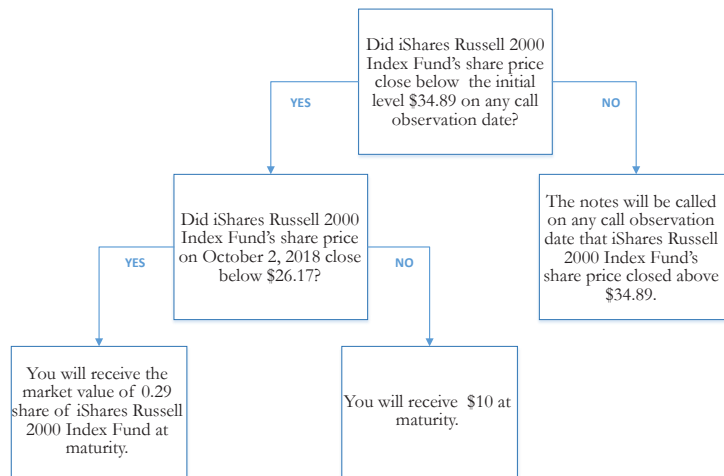 Did iShares Russell 2000
Index Fund's share price
close below the initial
level $34.89 on any call
observation date?
YES
NO
Did iShares Russell 2000
Index Fund's share price
on October 2, 2018 close
below $26.17?
The notes will be called
on any call observation
date that iShares Russell
2000 Index Fund's
share price closed above
$34.89.
YES
NO
You will receive the
market value of 0.29
share of iShares Russell
2000 Index Fund at
maturity.
You will receive $10 at
maturity.